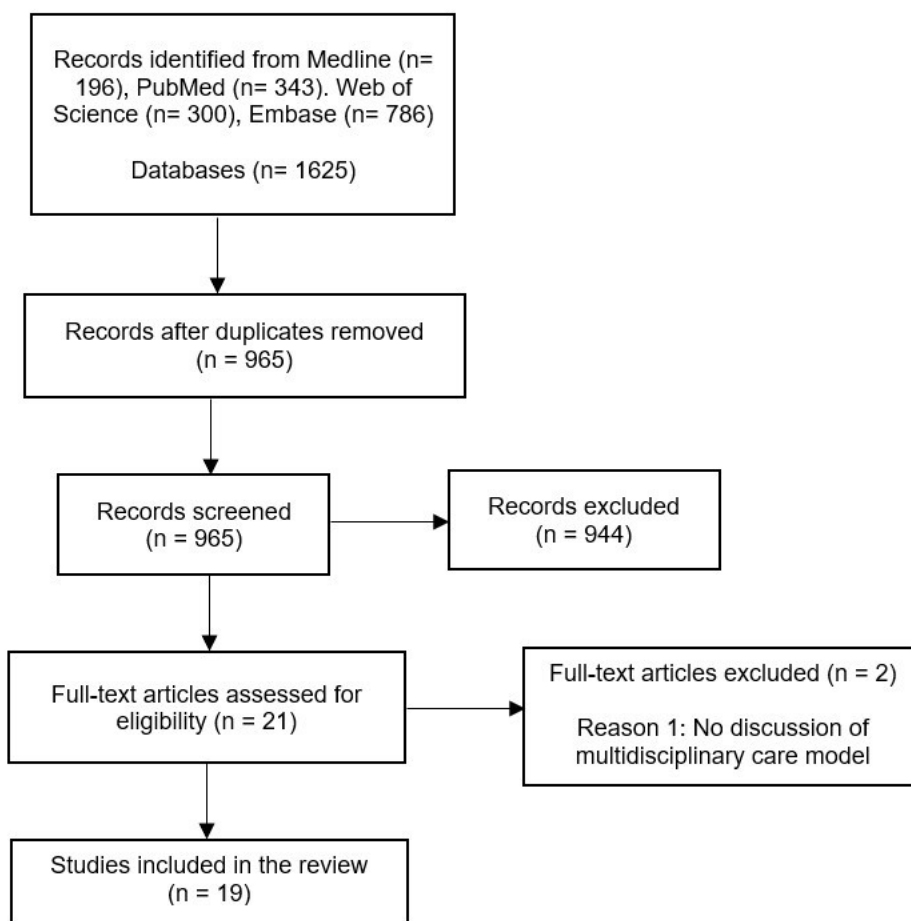 Records identified from Medline (n=
196), PubMed (n= 343). Web of
Science (n= 300), Embase (n= 786)
Databases (n= 1625)
Records after duplicates removed
(n = 965)
Records screened
(n = 965)
Records excluded
(n = 944)
Full-text articles assessed for
eligibility (n = 21)
Full-text articles excluded (n = 2)
Reason 1: No discussion of
multidisciplinary care model
Studies included in the review
(n = 19)